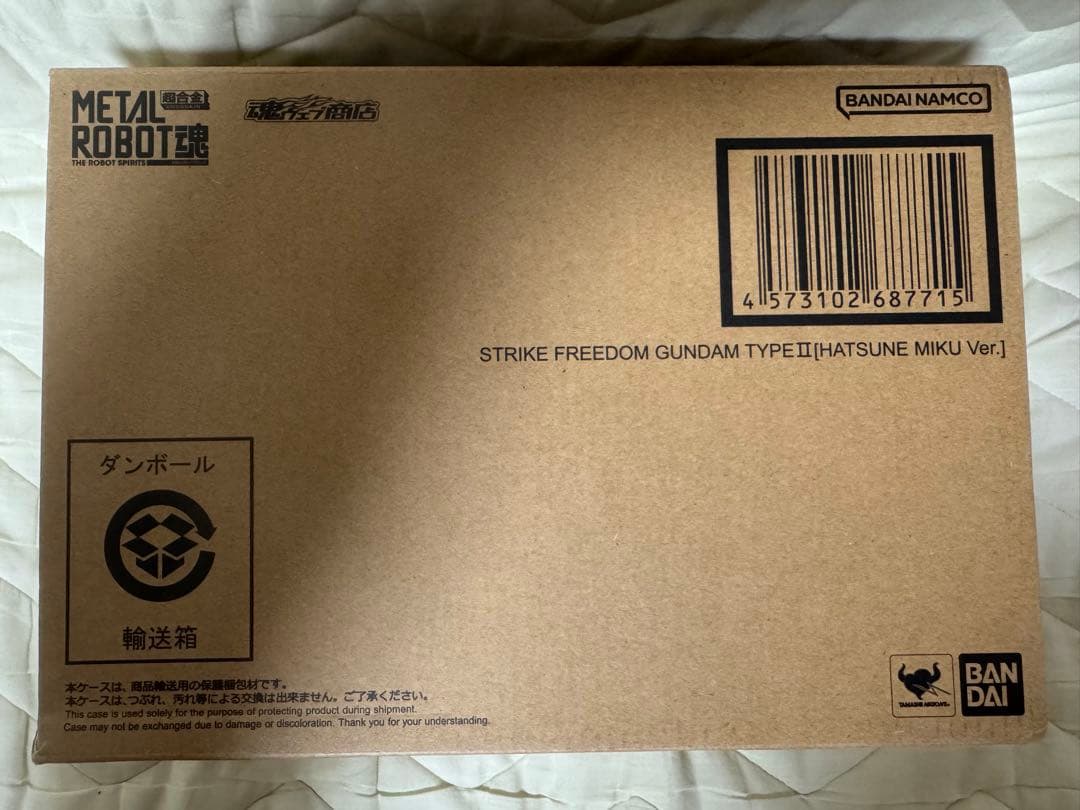 METAL 超合金
ROBOT魂
THE ROBOT SPIRITS
魂ウェブ商店
BANDAI NAMCO
4 573102 687715
STRIKE FREEDOM GUNDAM TYPEⅡ[HATSUNE MIKU Ver.]
ダンボール
輸送箱
本ケースは、商品輸送用の保護梱包材です。
本ケースは、つぶれ、汚れ等による交換は出来ません。ご了承ください。
This case is used solely for the purpose of protecting product during shipment.
Case may not be exchanged due to damage or discoloration. Thank you for your understanding.
TAMASHII NATIONS
BAN
DAI